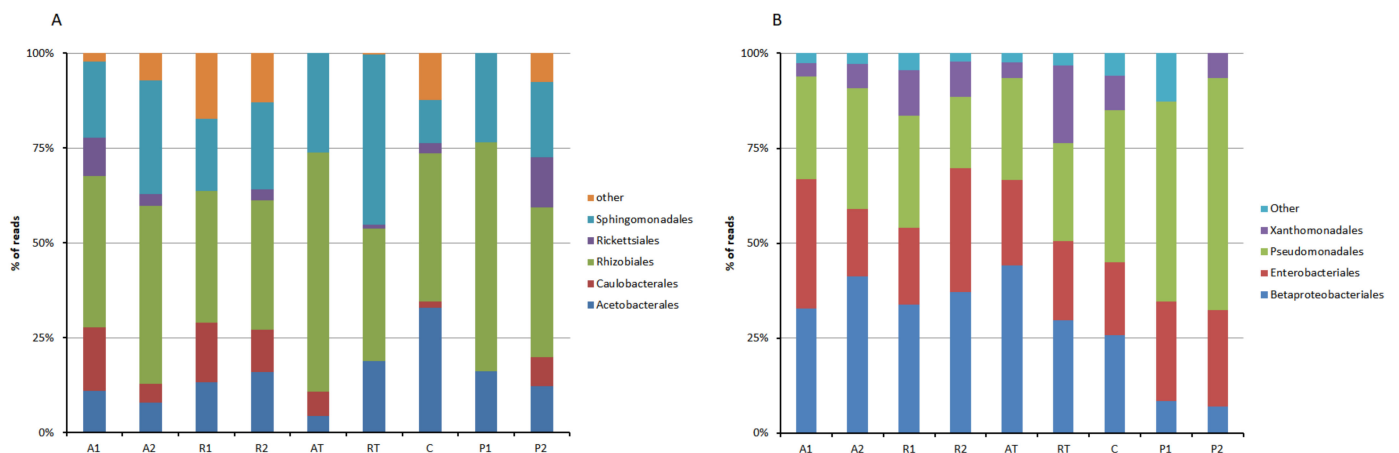 A
100%
75%
50%
25%
0%
% of reads
A1 A2 R1 R2 AT RT C P1 P2
other
Sphingomonadales
Rickettsiales
Rhizobiales
Caulobacterales
Acetobacterales
B
100%
75%
50%
25%
0%
% of reads
A1 A2 R1 R2 AT RT C P1 P2
Other
Xanthomonadales
Pseudomonadales
Enterobacteriales
Betaproteobacteriales